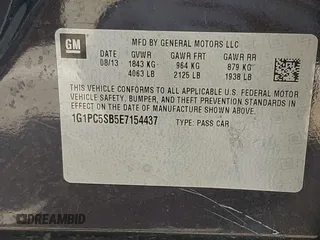 GM
MFD BY GENERAL MOTORS LLC
DATE GVWR GAWR FRT GAWR RR
08/13 1843 KG 964 KG 879 KG
4063 LB 2125 LB 1938 LB
THIS VEHICLE CONFORMS TO ALL APPLICABLE U.S. FEDERAL MOTOR
VEHICLE SAFETY, BUMPER, AND THEFT PREVENTION STANDARDS IN
EFFECT ON THE DATE OF MANUFACTURE SHOWN ABOVE.
1G1PC5SB5E7154437 TYPE: PASS CAR
DREAMBID